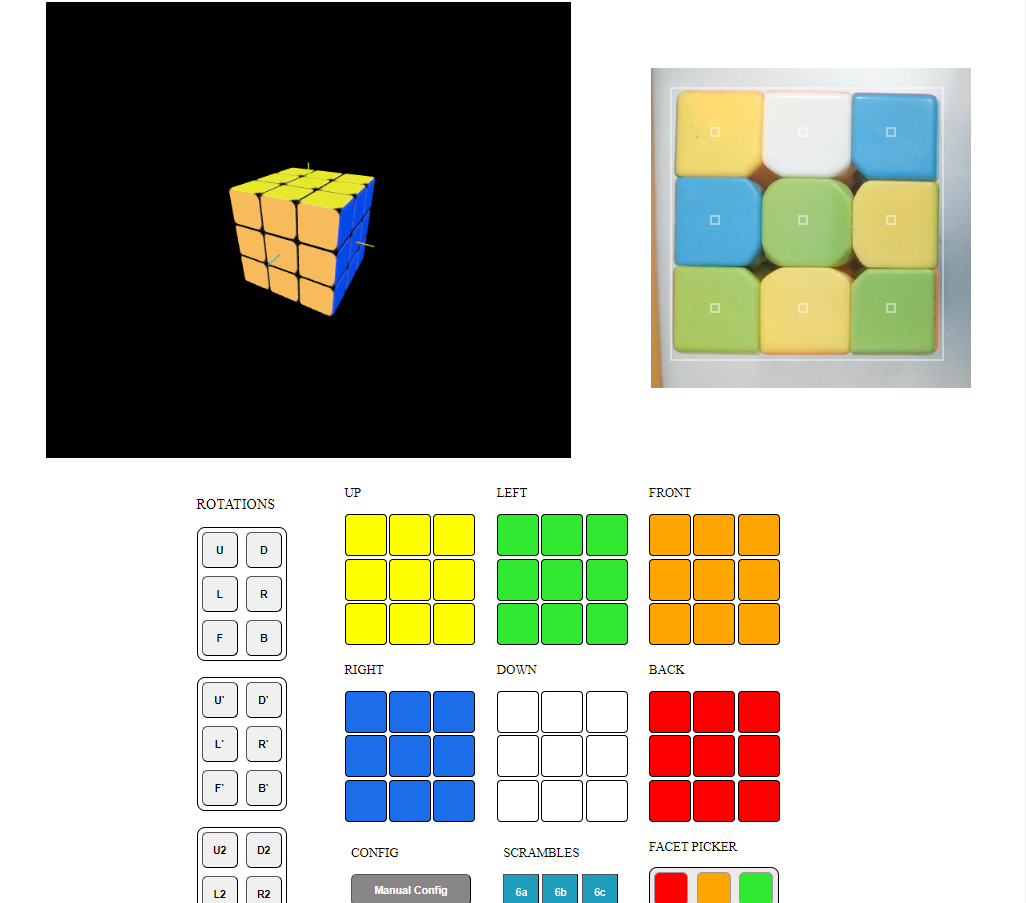 UP
LEFT
FRONT
ROTATIONS
U
D
L
R
F
B
RIGHT
DOWN
BACK
U`
D`
L`
R`
F`
B`
U2
D2
L2
R2
CONFIG
SCRAMBLES
FACET PICKER
Manual Config
6a
6b
6c